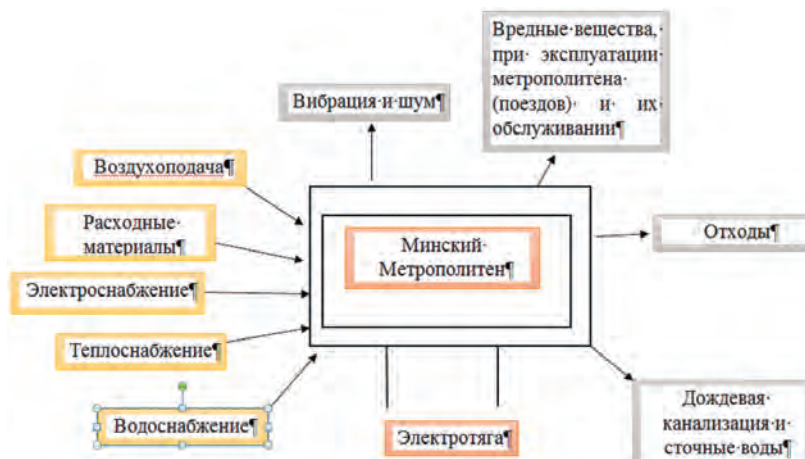 Вредные вещества,
при эксплуатации
метрополитена
(поездов) и их
обслуживании¶
Вибрация и шум¶
Воздухоподача¶
Расходные
материалы¶
Электроснабжение¶
Теплоснабжение¶
Водоснабжение¶
Минский
Метрополитен¶
Электротяга¶
Отходы¶
Дождевая
канализация и
сточные воды¶